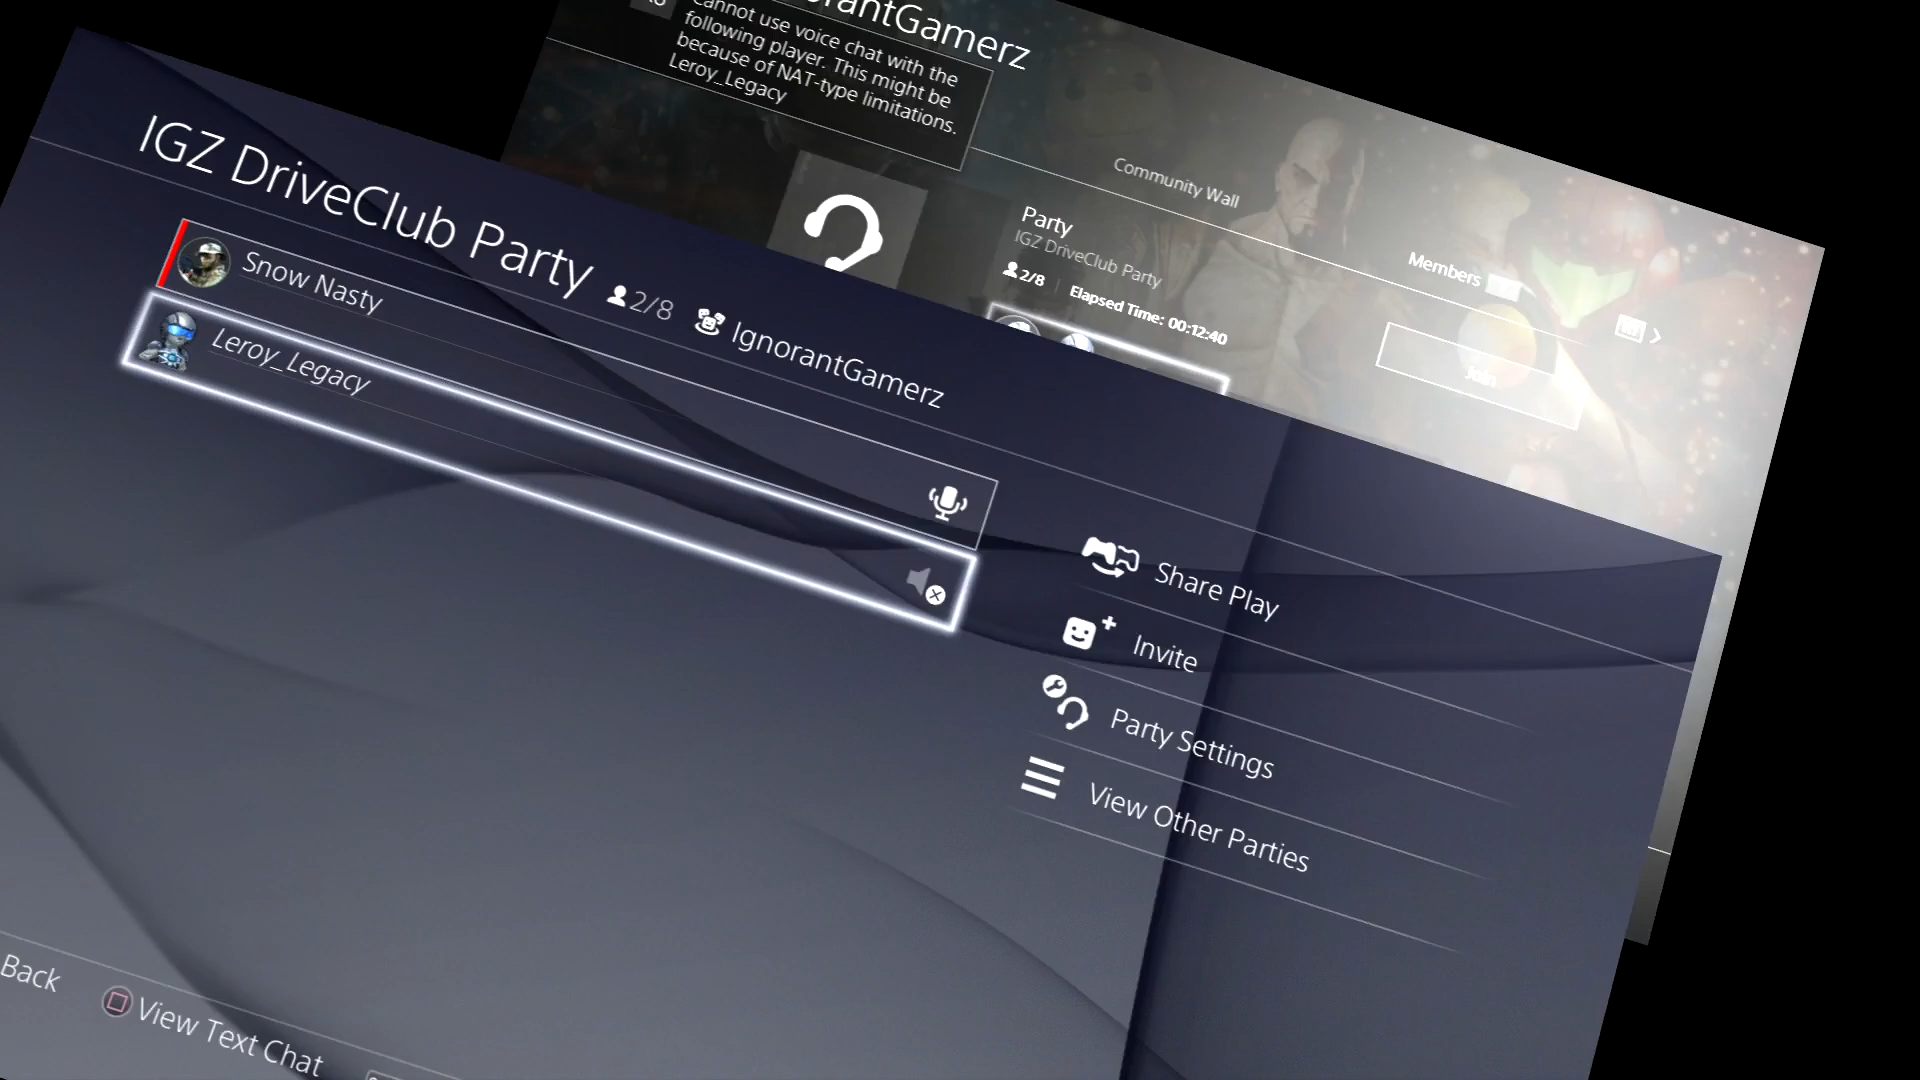 antGamerz
Cannot use voice chat with the
following player. This might be
because of NAT-type limitations.
Leroy_Legacy
Community Wall
Party
IGZ DriveClub Party
2/8
Elapsed Time: 00:12:40
Members
Join
IGZ DriveClub Party
2/8
IgnorantGamerz
Snow Nasty
Leroy_Legacy
Share Play
Invite
Party Settings
View Other Parties
Back
View Text Chat